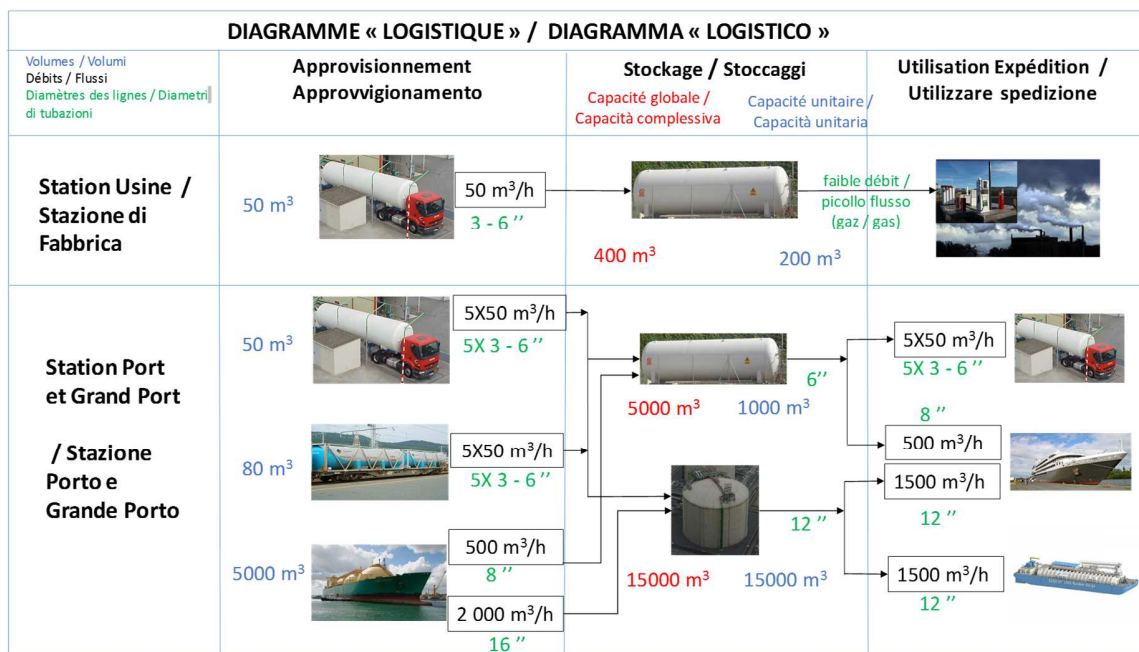 DIAGRAMME « LOGISTIQUE » / DIAGRAMMA « LOGISTICO »
Volumes / Volumi
Débits / Flussi
Diamètres des lignes / Diametri
di tubazioni
Approvisionnement
Approvvigionamento
Stockage / Stoccaggi
Capacité globale /
Capacità complessiva
Capacité unitaire /
Capacità unitaria
Utilisation Expédition /
Utilizzare spedizione
Station Usine /
Stazione di
Fabbrica
50 m³
50 m³/h
3 - 6 ’’
400 m³
200 m³
faible débit /
picollo flusso
(gaz / gas)
Station Port
et Grand Port
/ Stazione
Porto e
Grande Porto
50 m³
5X50 m³/h
5X 3 - 6 ’’
80 m³
5X50 m³/h
5X 3 - 6 ’’
5000 m³
500 m³/h
8 ’’
2 000 m³/h
16 ’’
5000 m³
1000 m³
6’’
15000 m³
15000 m³
12 ’’
5X50 m³/h
5X 3 - 6 ’’
8 ’’
500 m³/h
1500 m³/h
12 ’’
1500 m³/h
12 ’’